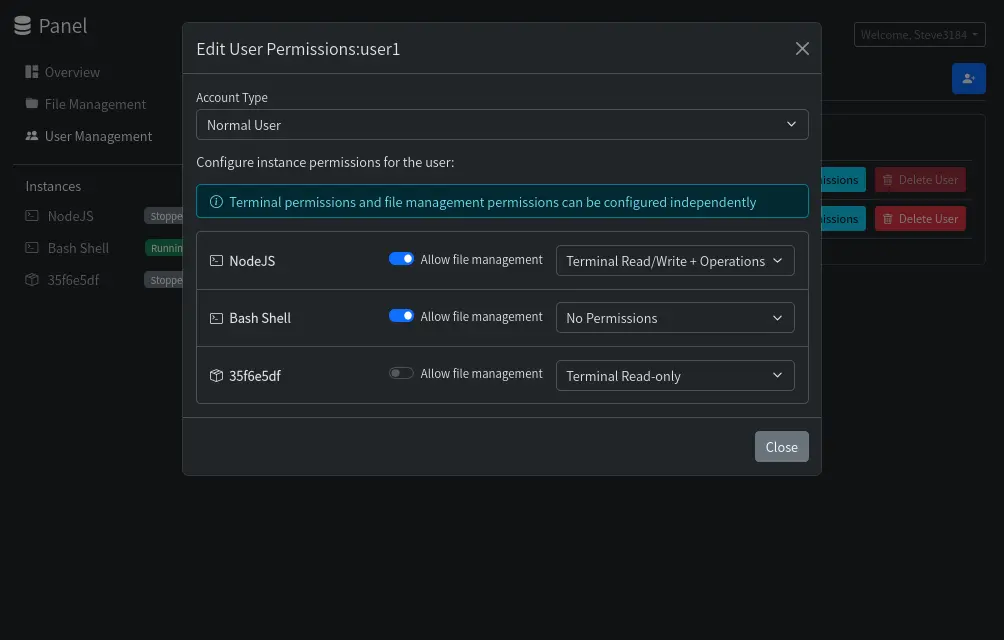 Panel
Welcome, Steve3184
Overview
File Management
User Management
Instances
NodeJS
Stoppe
Bash Shell
Runnin
35f6e5df
Stoppe
Edit User Permissions:user1
Account Type
Normal User
Configure instance permissions for the user:
Terminal permissions and file management permissions can be configured independently
NodeJS Allow file management Terminal Read/Write + Operations
Bash Shell Allow file management No Permissions
35f6e5df Allow file management Terminal Read-only
Close
issions Delete User
issions Delete User